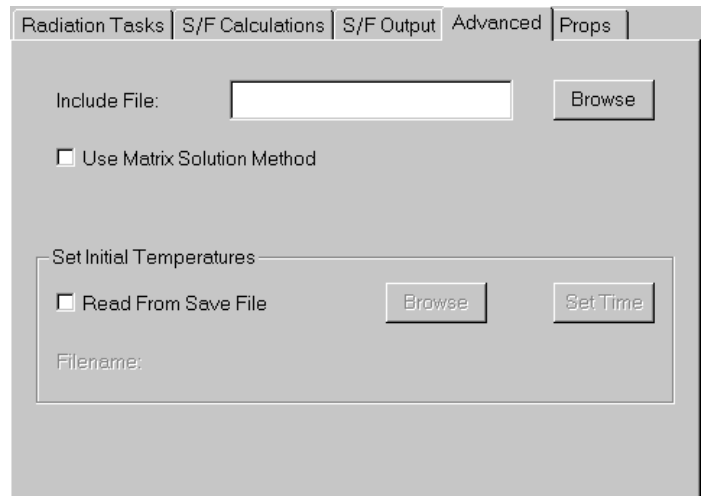 Radiation Tasks S/F Calculations S/F Output Advanced Props
Include File: Browse
Use Matrix Solution Method
Set Initial Temperatures
Read From Save File Browse Set Time
Filename: